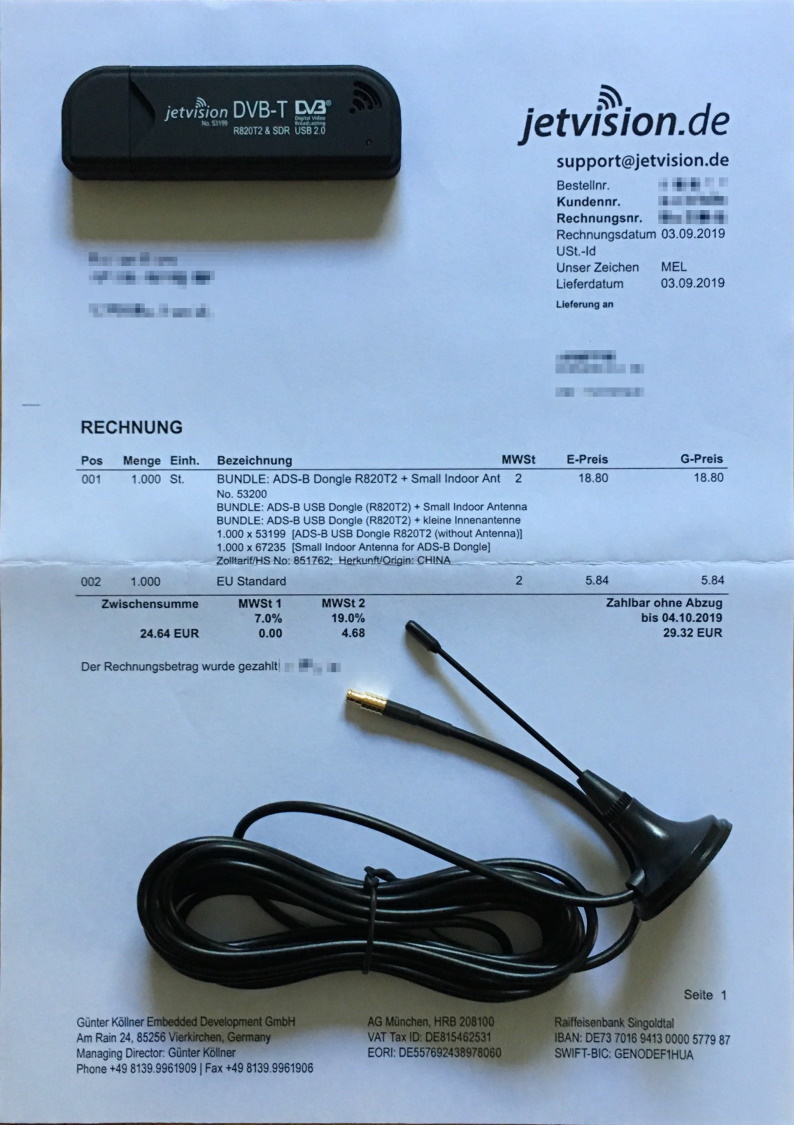 jetvision DVB-T DVB®
No. 53199
Digital Video
Broadcasting
R820T2 & SDR USB 2.0
jetvision.de
support@jetvision.de
Bestellnr.
Kundennr.
Rechnungsnr.
Rechnungsdatum 03.09.2019
USt.-Id
Unser Zeichen MEL
Lieferdatum 03.09.2019
Lieferung an
RECHNUNG
Pos Menge Einh. Bezeichnung MWSt E-Preis G-Preis
001 1.000 St. BUNDLE: ADS-B Dongle R820T2 + Small Indoor Ant 2 18.80 18.80
No. 53200
BUNDLE: ADS-B USB Dongle (R820T2) + Small Indoor Antenna
BUNDLE: ADS-B USB Dongle (R820T2) + kleine Innenantenne
1.000 x 53199 [ADS-B USB Dongle R820T2 (without Antenna)]
1.000 x 67235 [Small Indoor Antenna for ADS-B Dongle]
Zolltarif/HS No: 851762; Herkunft/Origin: CHINA
002 1.000 EU Standard 2 5.84 5.84
Zwischensumme MWSt 1 MWSt 2 Zahlbar ohne Abzug
7.0% 19.0% bis 04.10.2019
24.64 EUR 0.00 4.68 29.32 EUR
Der Rechnungsbetrag wurde gezahlt
Seite 1
Günter Köllner Embedded Development GmbH AG München, HRB 208100 Raiffeisenbank Singoldtal
Am Rain 24, 85256 Vierkirchen, Germany VAT Tax ID: DE815462531 IBAN: DE73 7016 9413 0000 5779 87
Managing Director: Günter Köllner EORI: DE557692438978060 SWIFT-BIC: GENODEF1HUA
Phone +49 8139.9961909 | Fax +49 8139.9961906